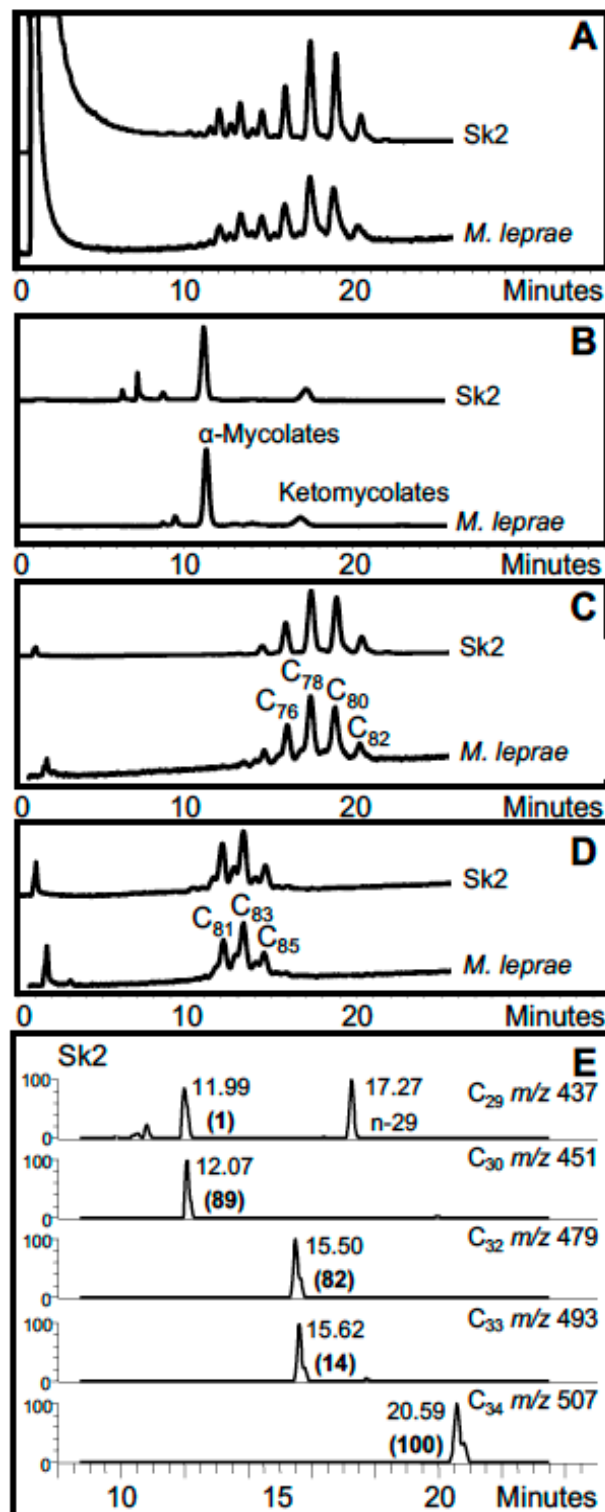 A
Sk2
M. leprae
0 10 20 Minutes
B
Sk2
α-Mycolates
Ketomycolates
M. leprae
0 10 20 Minutes
C
Sk2
C78
C76 C80
C82
M. leprae
0 10 20 Minutes
D
Sk2
C83
C81 C85
M. leprae
0 10 20 Minutes
Sk2 E
100 11.99 17.27 C29 m/z 437
(1) n-29
0
100 12.07 C30 m/z 451
(89)
0
100 15.50 C32 m/z 479
(82)
0
100 15.62 C33 m/z 493
(14)
0
100 20.59 C34 m/z 507
(100)
0
10 15 20 Minutes